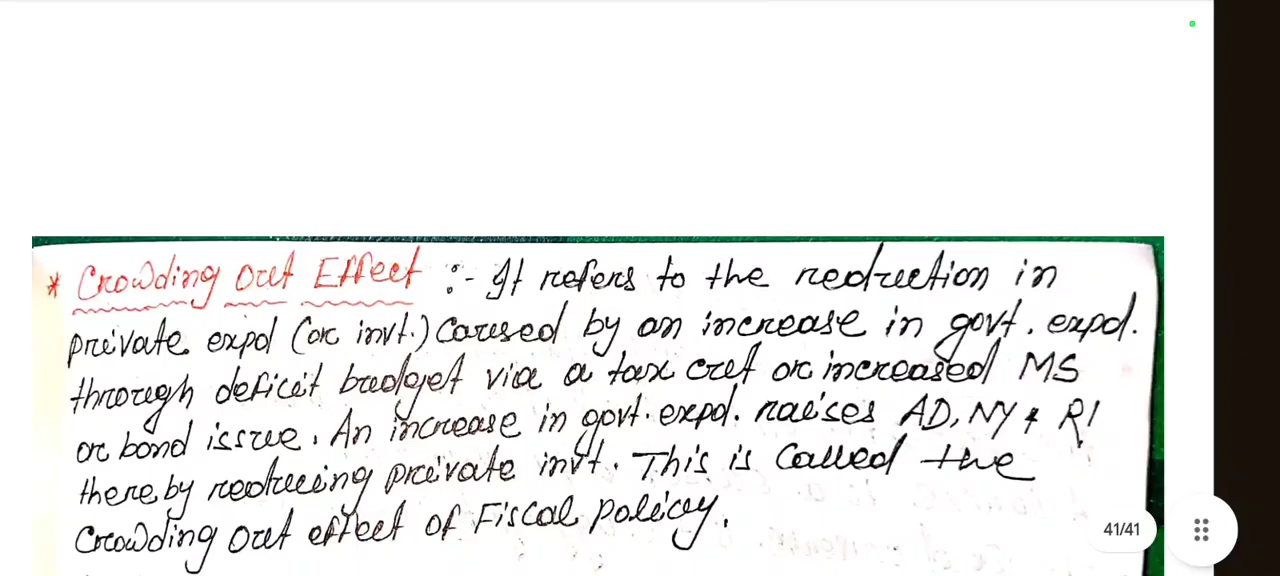 * Crowding out Effect :- It refers to the reduction in
private expd (or invt.) Caused by an increase in govt. expd.
through deficit budget via a tax cut or increased MS
or bond issue. An increase in govt. expd. raises AD, NY & RI
thereby reducing private invt. This is called the
Crowding out effect of Fiscal policy.
41/41